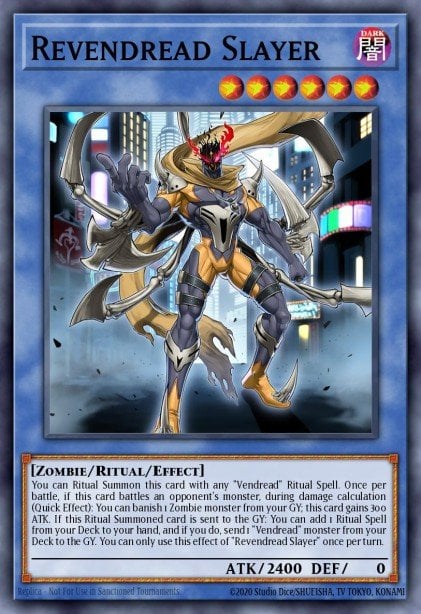 Revendread Slayer
DARK
闇
[Zombie/Ritual/Effect]
You can Ritual Summon this card with any "Vendread" Ritual Spell. Once per
battle, if this card battles an opponent's monster, during damage calculation
(Quick Effect): You can banish 1 Zombie monster from your GY; this card gains 300
ATK. If this Ritual Summoned card is sent to the GY: You can add 1 Ritual Spell
from your Deck to your hand, and if you do, send 1 "Vendread" monster from your
Deck to the GY. You can only use this effect of "Revendread Slayer" once per turn.
ATK/2400 DEF/ 0
Replica - Not For Use in Sanctioned Tournaments. ©2020 Studio Dice/SHUEISHA, TV TOKYO, KONAMI